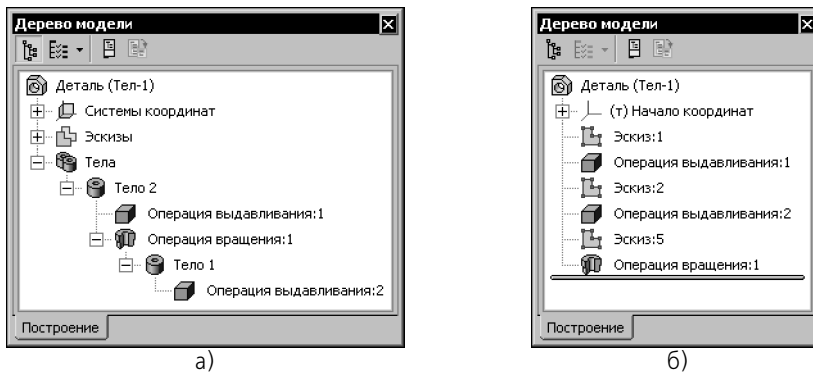 Дерево модели
Деталь (Тел-1)
Системы координат
Эскизы
Тела
Тело 2
Операция выдавливания:1
Операция вращения:1
Тело 1
Операция выдавливания:2
Построение
а)
Дерево модели
Деталь (Тел-1)
(т) Начало координат
Эскиз:1
Операция выдавливания:1
Эскиз:2
Операция выдавливания:2
Эскиз:5
Операция вращения:1
Построение
б)